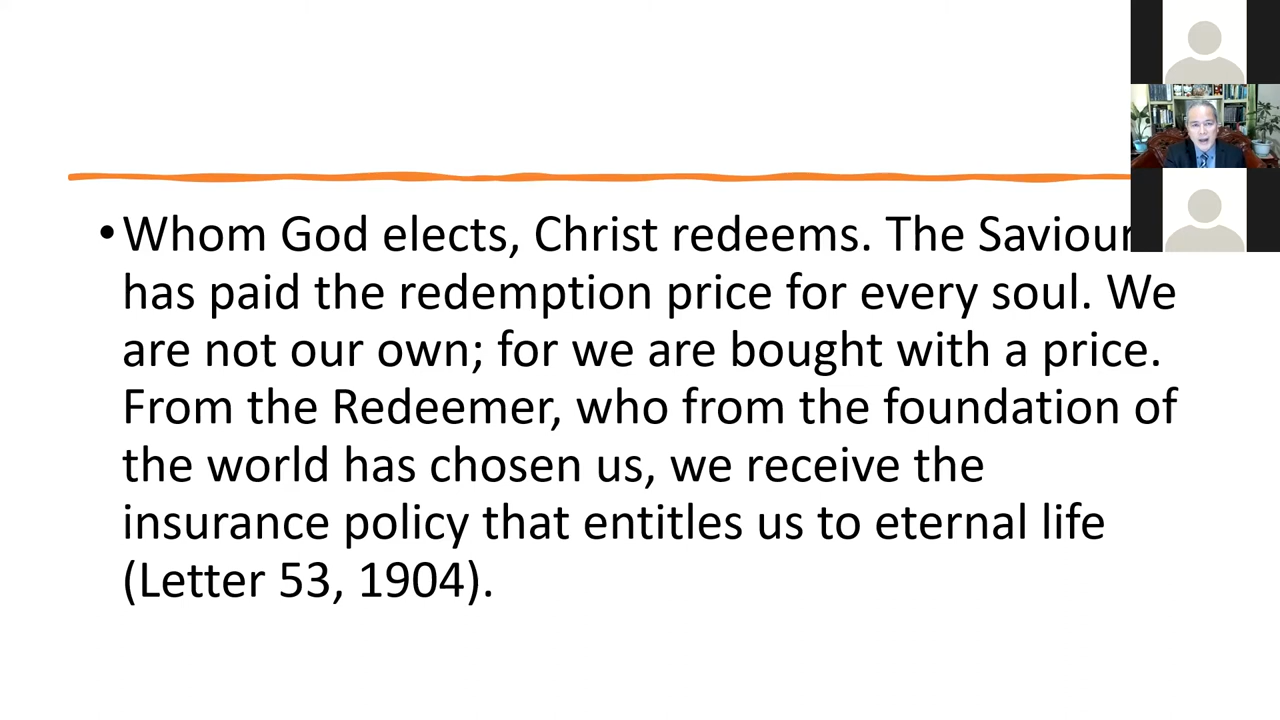 • Whom God elects, Christ redeems. The Saviour
has paid the redemption price for every soul. We
are not our own; for we are bought with a price.
From the Redeemer, who from the foundation of
the world has chosen us, we receive the
insurance policy that entitles us to eternal life
(Letter 53, 1904).